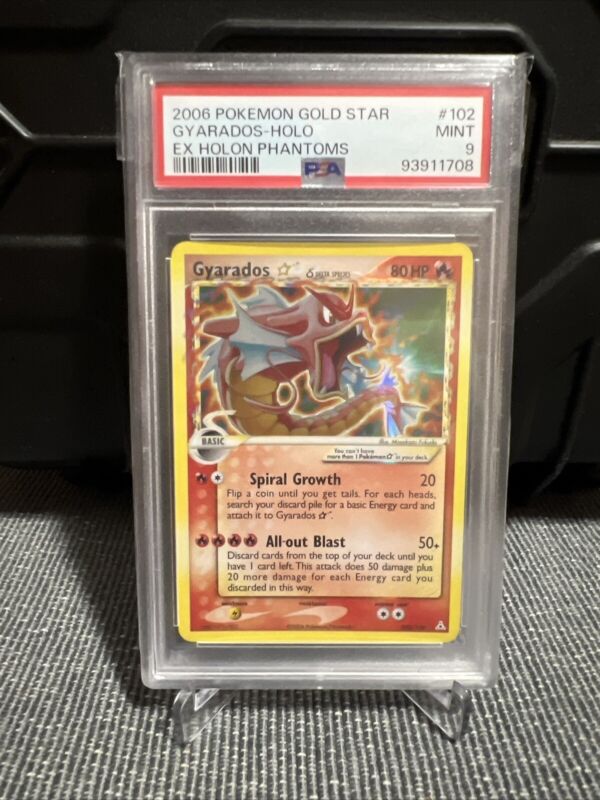 2006 POKEMON GOLD STAR #102
GYARADOS-HOLO MINT
EX HOLON PHANTOMS 9
PSA 93911708
Gyarados ☆ δ DELTA SPECIES 80 HP
BASIC
Illus. Masakazu Fukuda
You can't have
more than 1 Pokémon ☆ in your deck.
Spiral Growth 20
Flip a coin until you get tails. For each heads,
search your discard pile for a basic Energy card and
attach it to Gyarados ☆.
All-out Blast 50+
Discard cards from the top of your deck until you
have 1 card left. This attack does 50 damage plus
20 more damage for each Energy card you
discarded in this way.